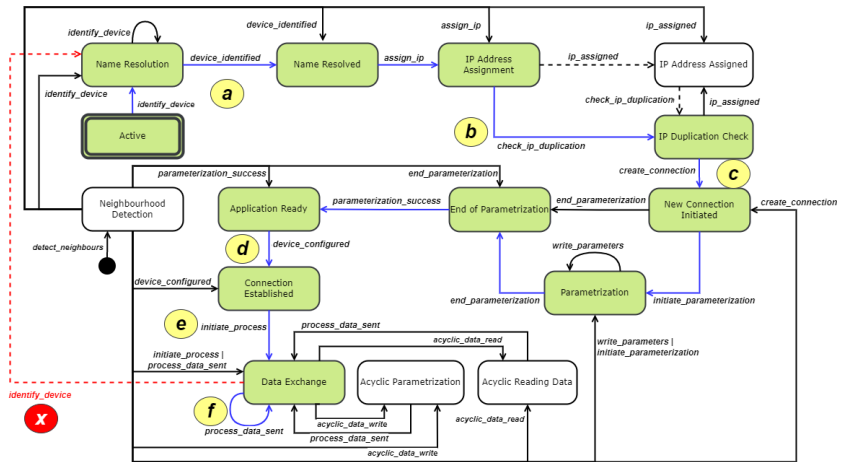 identify_device
device_identified
assign_ip
ip_assigned
Name Resolution
device_identified
Name Resolved
assign_ip
IP Address
Assignment
ip_assigned
IP Address Assigned
identify_device
a
identify_device
check_ip_duplication
ip_assigned
Active
b
check_ip_duplication
IP Duplication Check
create_connection
c
parameterization_success
end_parameterization
Neighbourhood
Detection
Application Ready
parameterization_success
End of Parametrization
end_parameterization
New Connection
Initiated
create_connection
detect_neighbours
d
device_configured
write_parameters
device_configured
Connection
Established
end_parameterization
Parametrization
initiate_parameterization
e
initiate_process
process_data_sent
acyclic_data_read
write_parameters |
initiate_parameterization
initiate_process |
process_data_sent
Data Exchange
Acyclic Parametrization
Acyclic Reading Data
identify_device
x
f
process_data_sent
acyclic_data_write
process_data_sent
acyclic_data_read
acyclic_data_write